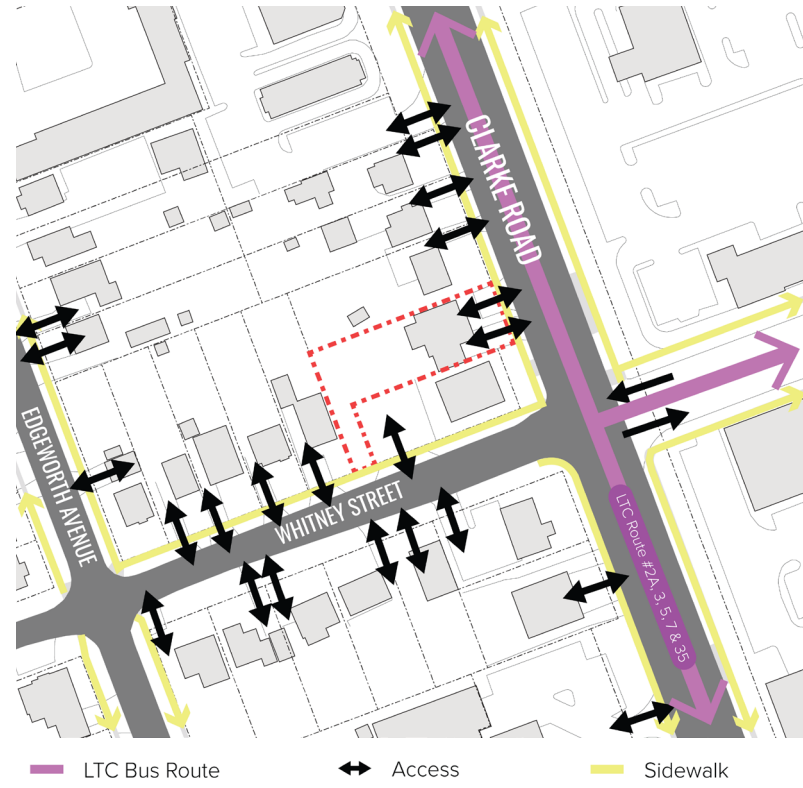 CLARKE ROAD
EDGEWORTH AVENUE
WHITNEY STREET
LTC Route #2A, 3, 5, 7 & 35
LTC Bus Route
Access
Sidewalk